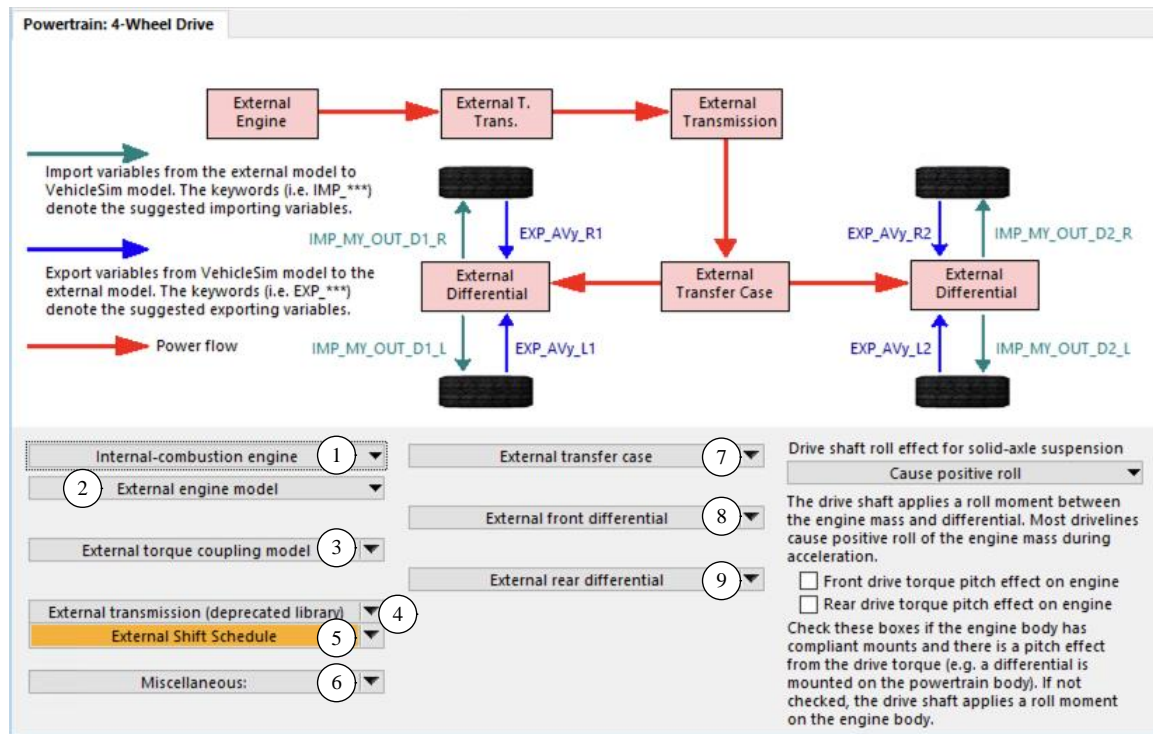 Powertrain: 4-Wheel Drive
External
Engine
External T.
Trans.
External
Transmission
Import variables from the external model to
VehicleSim model. The keywords (i.e. IMP_***)
denote the suggested importing variables.
IMP_MY_OUT_D1_R
EXP_AVy_R1
EXP_AVy_R2
IMP_MY_OUT_D2_R
Export variables from VehicleSim model to the
external model. The keywords (i.e. EXP_***)
denote the suggested exporting variables.
External
Differential
External
Transfer Case
External
Differential
Power flow
IMP_MY_OUT_D1_L
EXP_AVy_L1
EXP_AVy_L2
IMP_MY_OUT_D2_L
Internal-combustion engine 1
2 External engine model
External torque coupling model 3
External transmission (deprecated library) 4
External Shift Schedule 5
Miscellaneous: 6
External transfer case 7
External front differential 8
External rear differential 9
Drive shaft roll effect for solid-axle suspension
Cause positive roll
The drive shaft applies a roll moment between
the engine mass and differential. Most drivelines
cause positive roll of the engine mass during
acceleration.
Front drive torque pitch effect on engine
Rear drive torque pitch effect on engine
Check these boxes if the engine body has
compliant mounts and there is a pitch effect
from the drive torque (e.g. a differential is
mounted on the powertrain body). If not
checked, the drive shaft applies a roll moment
on the engine body.